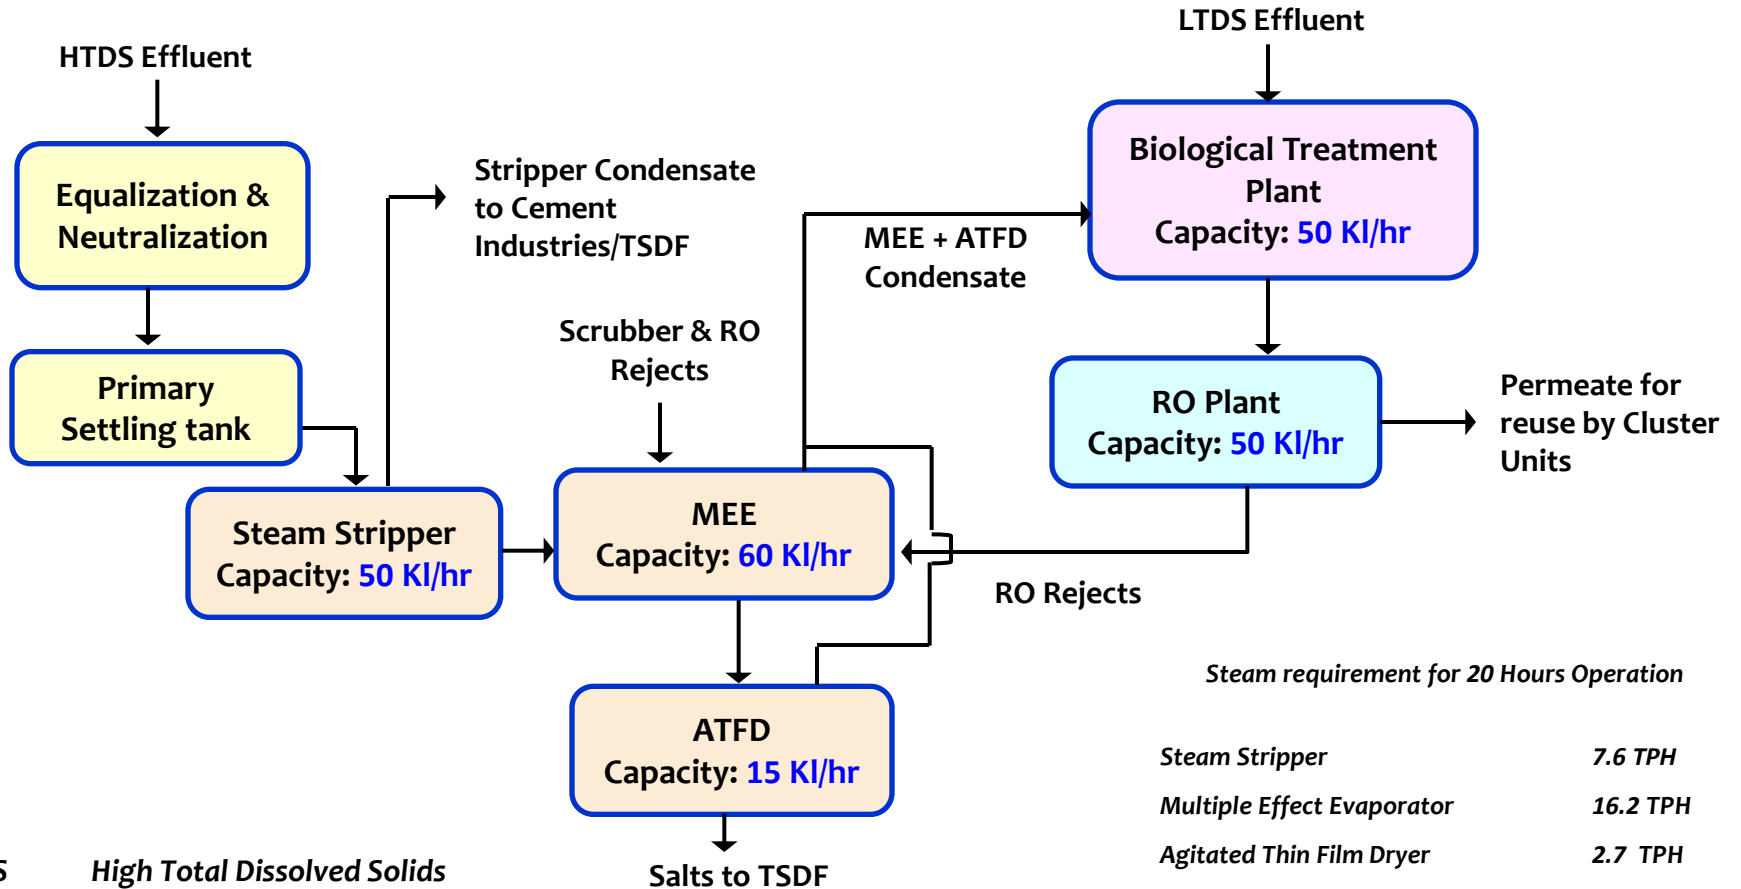 LTDS Effluent
HTDS Effluent
Biological Treatment
Plant
Capacity: 50 Kl/hr
Equalization &
Neutralization
Stripper Condensate
to Cement
Industries/TSDF
MEE + ATFD
Condensate
Scrubber & RO
Rejects
Primary
Settling tank
RO Plant
Capacity: 50 Kl/hr
Permeate for
reuse by Cluster
Units
Steam Stripper
Capacity: 50 Kl/hr
MEE
Capacity: 60 Kl/hr
RO Rejects
ATFD
Capacity: 15 Kl/hr
Salts to TSDF
Steam requirement for 20 Hours Operation
Steam Stripper 7.6 TPH
Multiple Effect Evaporator 16.2 TPH
Agitated Thin Film Dryer 2.7 TPH
S High Total Dissolved Solids